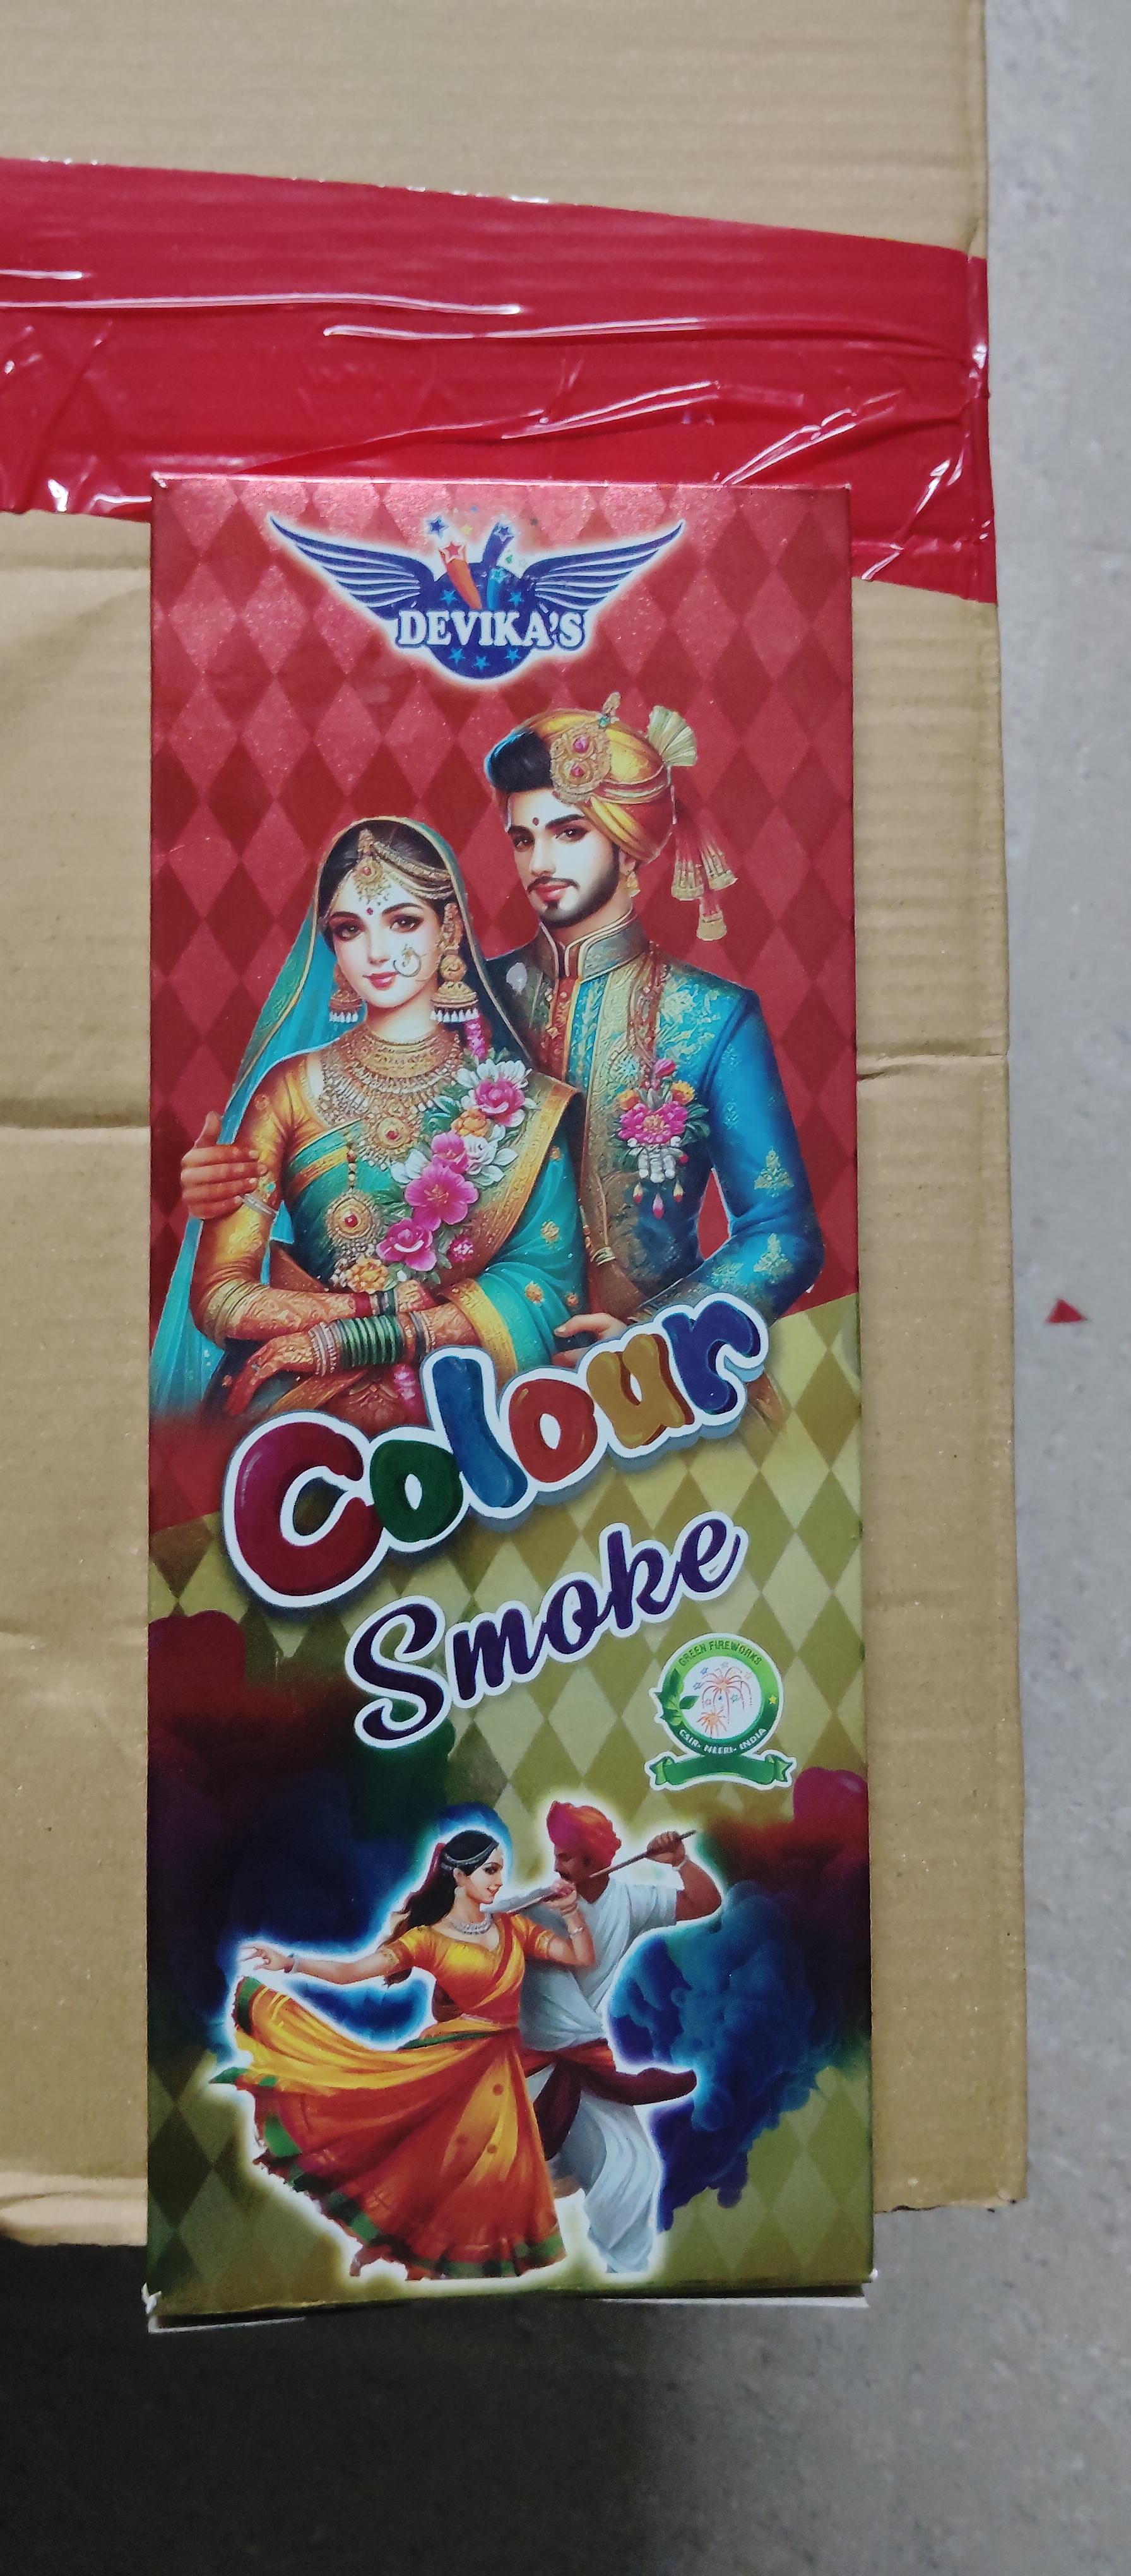 DEVIKA'S
Colour
Smoke
GREEN FIREWORKS
CSIR- NEERI- INDIA